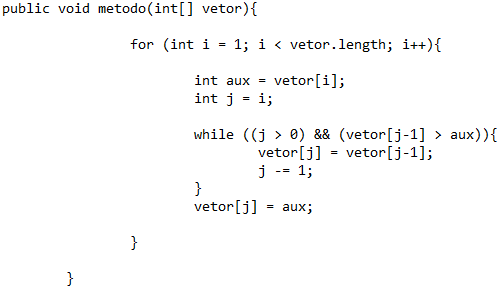 public void metodo(int[] vetor){
for (int i = 1; i < vetor.length; i++){
int aux = vetor[i];
int j = i;
while ((j > 0) && (vetor[j-1] > aux)){
vetor[j] = vetor[j-1];
j -= 1;
}
vetor[j] = aux;
}
}